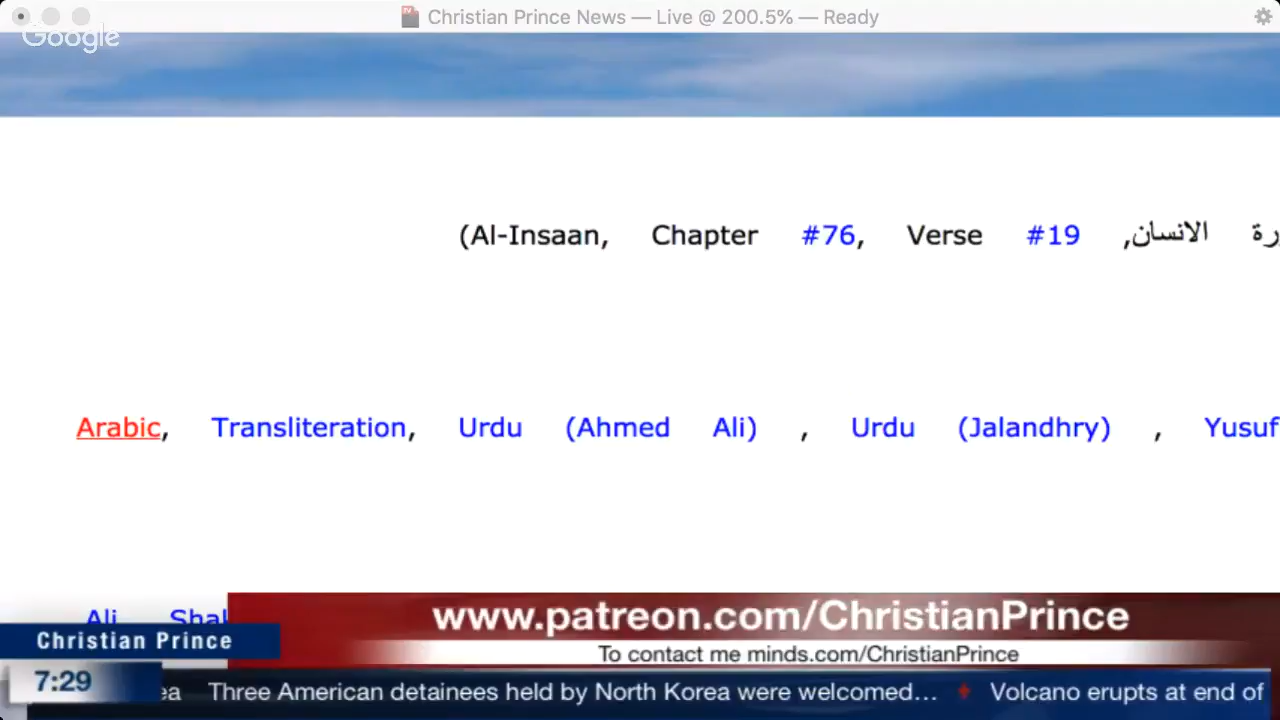 Christian Prince News — Live @ 200.5% — Ready
Google
(Al-Insaan, Chapter #76, Verse #19 ,الانسان
Arabic, Transliteration, Urdu (Ahmed Ali) , Urdu (Jalandhry) , Yusuf
Ali
www.patreon.com/ChristianPrince
Christian Prince
To contact me minds.com/ChristianPrince
7:29
Three American detainees held by North Korea were welcomed... Volcano erupts at end of